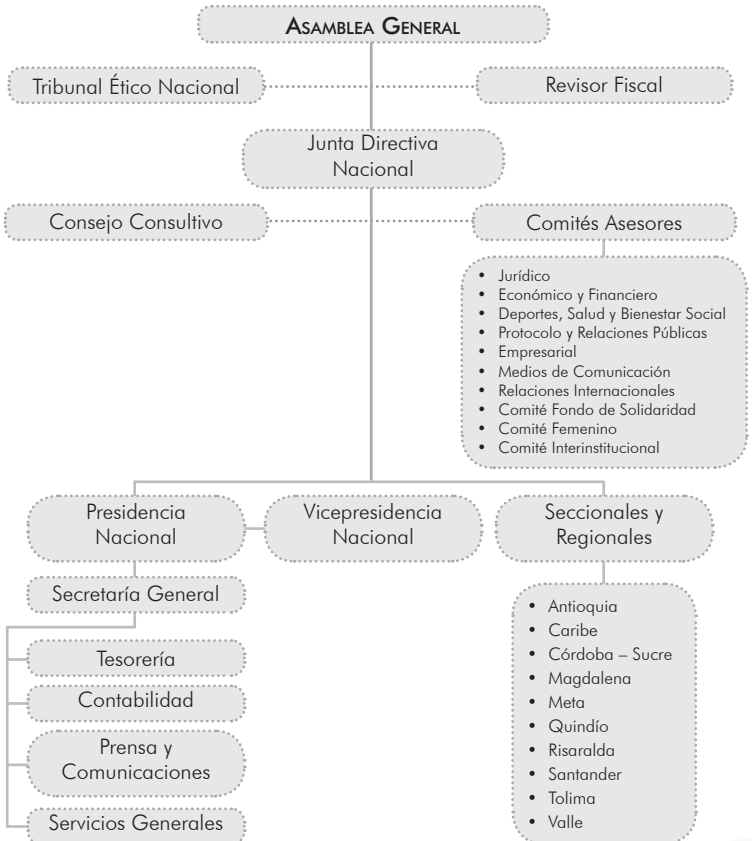 ASAMBLEA GENERAL
Tribunal Ético Nacional
Revisor Fiscal
Junta Directiva
Nacional
Consejo Consultivo
Comités Asesores
• Jurídico
• Económico y Financiero
• Deportes, Salud y Bienestar Social
• Protocolo y Relaciones Públicas
• Empresarial
• Medios de Comunicación
• Relaciones Internacionales
• Comité Fondo de Solidaridad
• Comité Femenino
• Comité Interinstitucional
Presidencia
Nacional
Vicepresidencia
Nacional
Seccionales y
Regionales
Secretaría General
Tesorería
Contabilidad
Prensa y
Comunicaciones
Servicios Generales
• Antioquia
• Caribe
• Córdoba – Sucre
• Magdalena
• Meta
• Quindío
• Risaralda
• Santander
• Tolima
• Valle